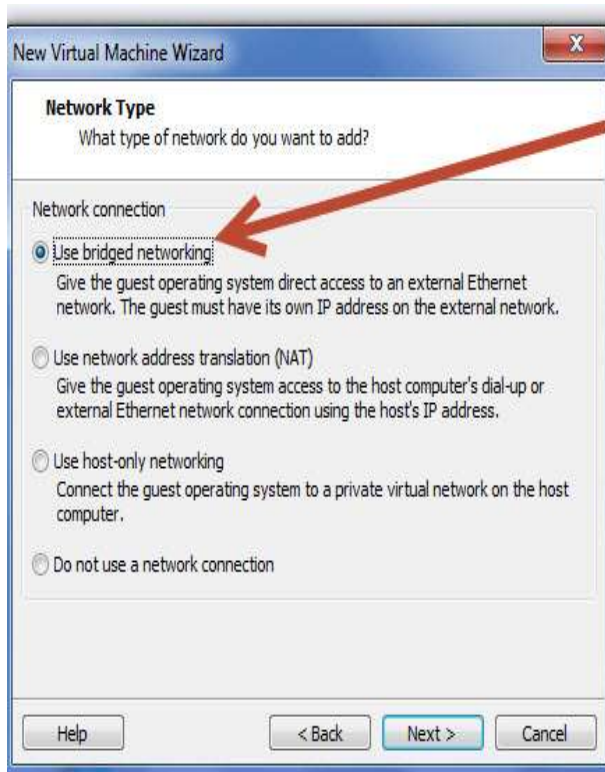 New Virtual Machine Wizard
X
Network Type
What type of network do you want to add?
Network connection
Use bridged networking
Give the guest operating system direct access to an external Ethernet
network. The guest must have its own IP address on the external network.
Use network address translation (NAT)
Give the guest operating system access to the host computer's dial-up or
external Ethernet network connection using the host's IP address.
Use host-only networking
Connect the guest operating system to a private virtual network on the host
computer.
Do not use a network connection
Help
< Back
Next >
Cancel